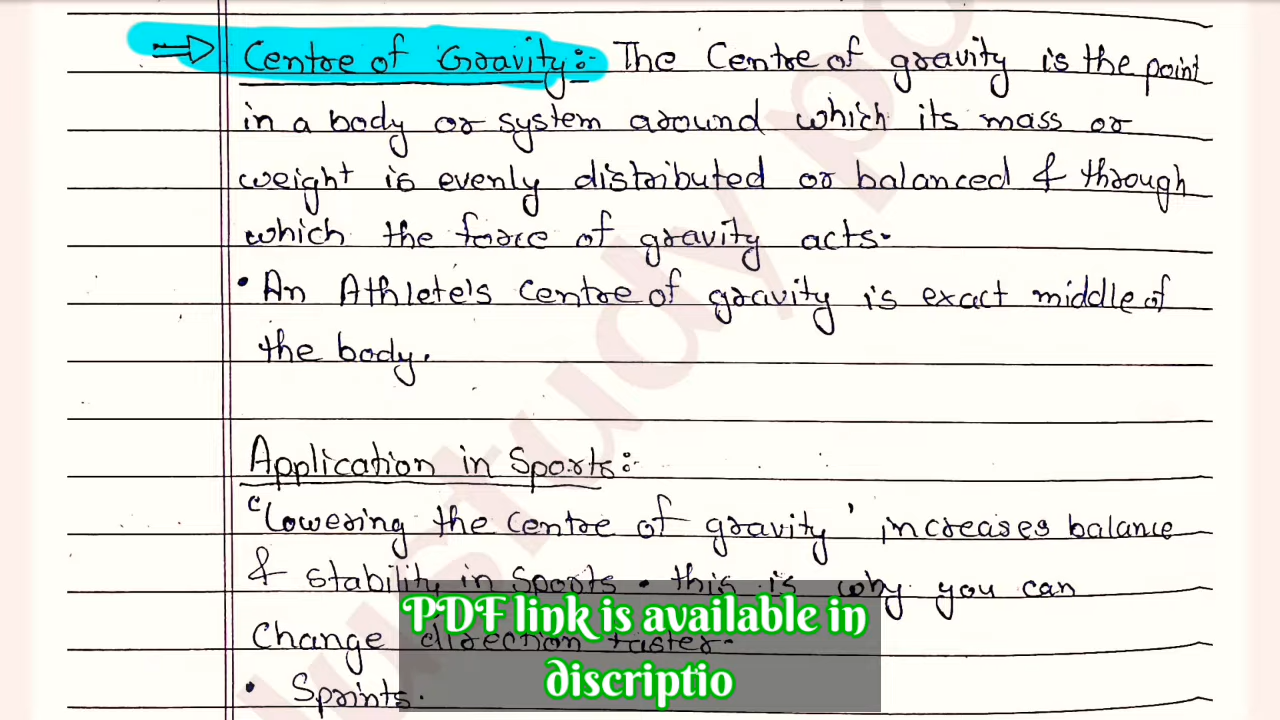 ⇒ Centre of Gravity:- The Centre of gravity is the point
in a body or system around which its mass or
weight is evenly distributed or balanced & through
which the force of gravity acts.
• An Athlete's Centre of gravity is exact middle of
the body.
Application in Sports:-
"Lowering the Centre of gravity' increases balance
& stability in Sports. this is why you can
Change direction faster.
• Sprints.
PDF link is available in
discriptio